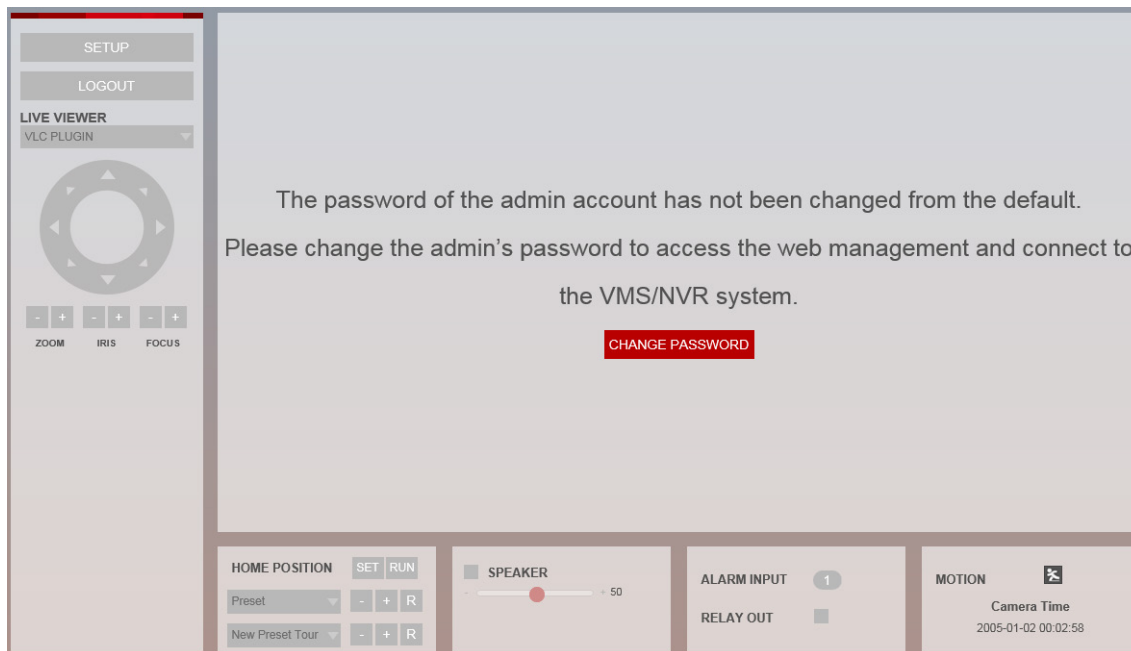 SETUP
LOGOUT
LIVE VIEWER
VLC PLUGIN
- + - + - +
ZOOM IRIS FOCUS
The password of the admin account has not been changed from the default.
Please change the admin's password to access the web management and connect to
the VMS/NVR system.
CHANGE PASSWORD
HOME POSITION SET RUN
Preset - + R
New Preset Tour - + R
SPEAKER
- + 50
ALARM INPUT 1
RELAY OUT
MOTION
Camera Time
2005-01-02 00:02:58